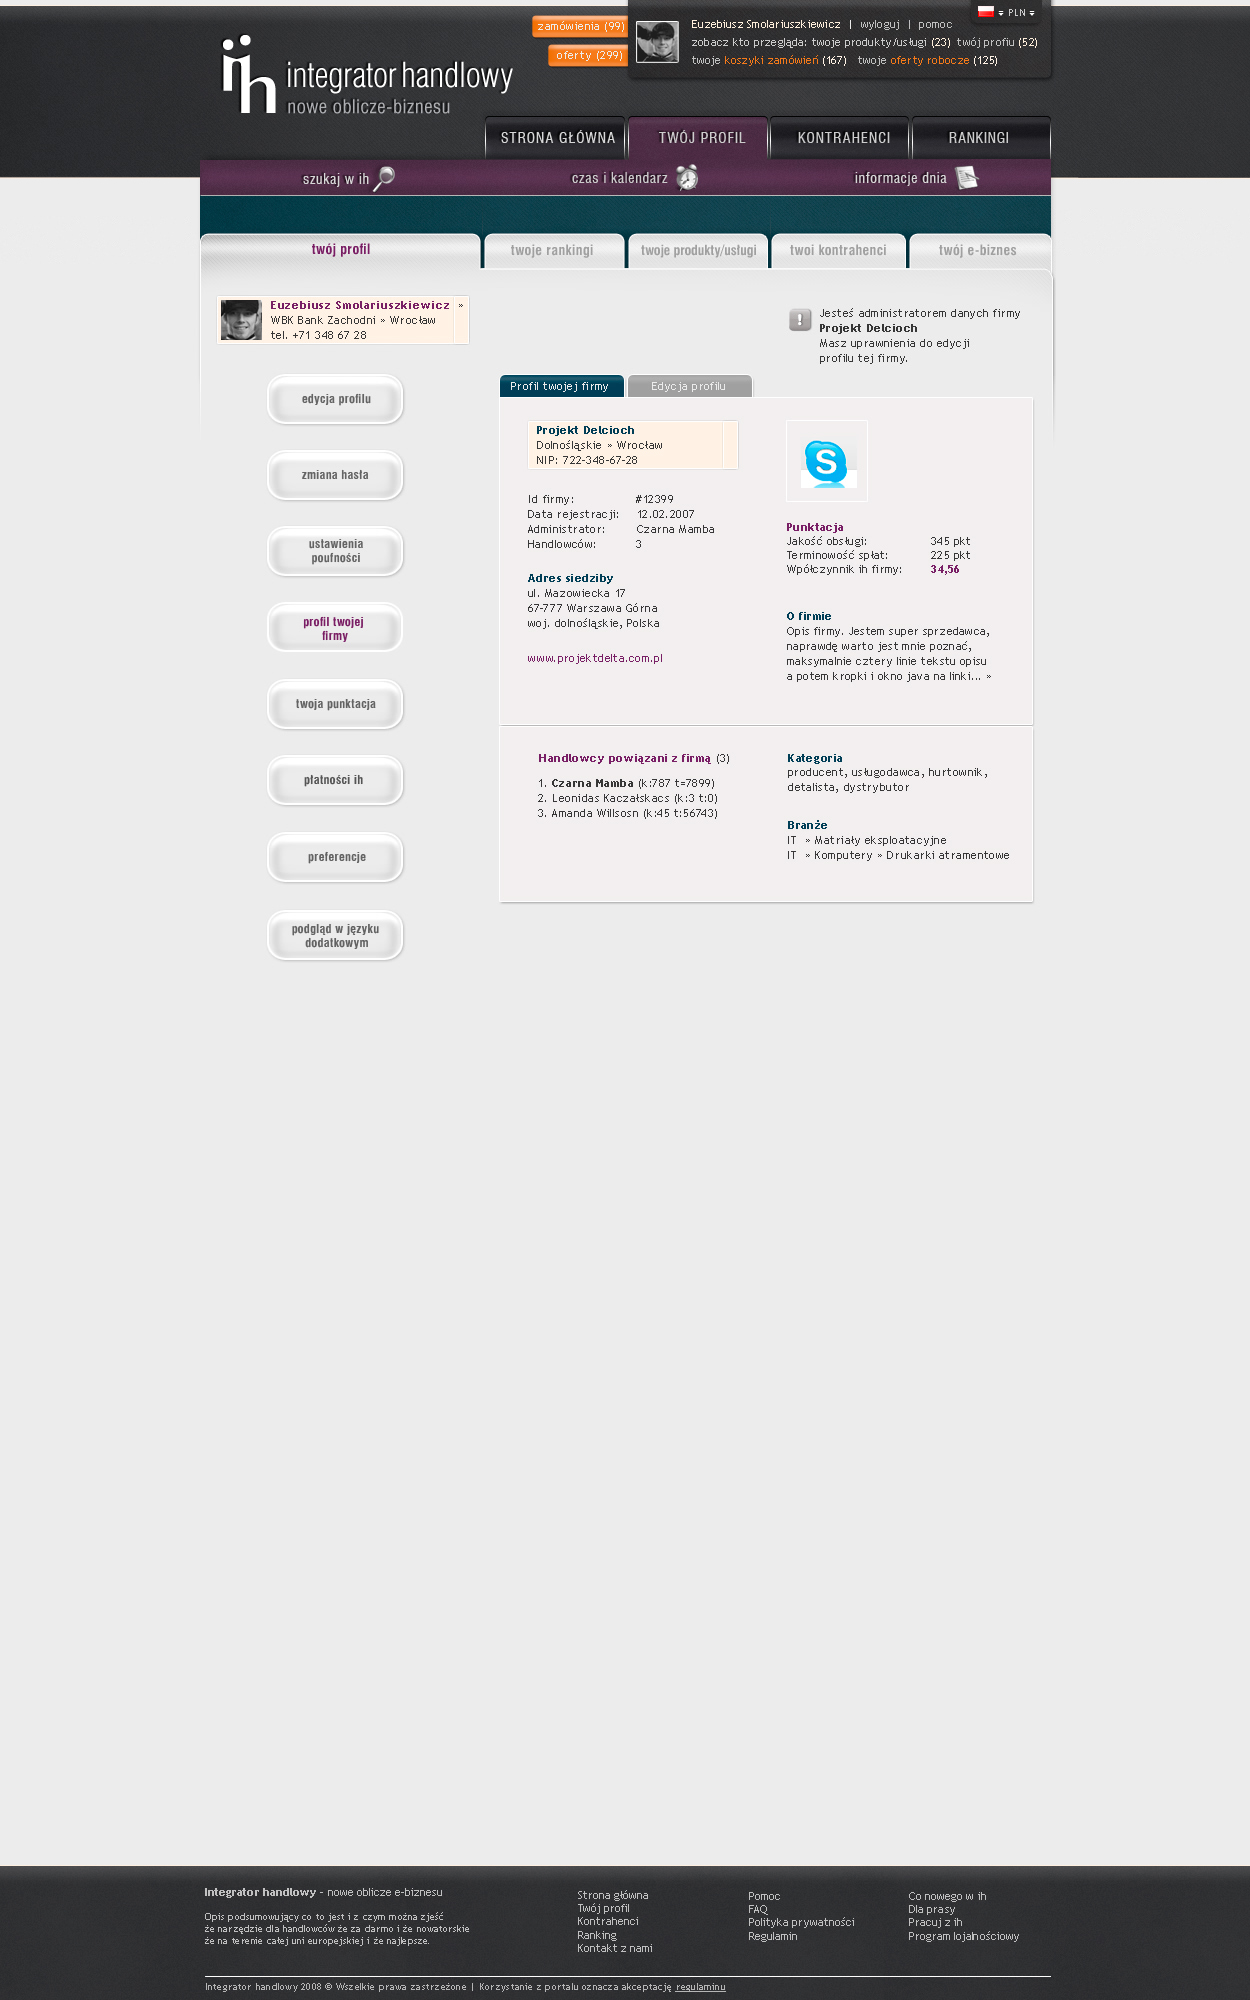 zamówienia (99)
oferty (299)
PLN
Euzebiusz Smolariuszkiewicz | wyloguj | pomoc
zobacz kto przegląda: twoje produkty/usługi (23) twój profiu (52)
twoje koszyki zamówień (167) twoje oferty robocze (125)
ih integrator handlowy
nowe oblicze-biznesu
STRONA GŁÓWNA TWÓJ PROFIL KONTRAHENCI RANKINGI
szukaj w ih czas i kalendarz informacje dnia
twój profil twoje rankingi twoje produkty/usługi twoi kontrahenci twój e-biznes
Euzebiusz Smolariuszkiewicz »
WBK Bank Zachodni » Wrocław
tel. +71 348 67 28
!
Jesteś administratorem danych firmy
Projekt Delcioch
Masz uprawnienia do edycji
profilu tej firmy.
edycja profilu
zmiana hasła
ustawienia
poufności
profil twojej
firmy
twoja punktacja
płatności ih
preferencje
podgląd w języku
dodatkowym
Profil twojej firmy Edycja profilu
Projekt Delcioch
Dolnośląskie » Wrocław
NIP: 722-348-67-28
Id firmy: #12399
Data rejestracji: 12.02.2007
Administrator: Czarna Mamba
Handlowców: 3
Adres siedziby
ul. Mazowiecka 17
67-777 Warszawa Górna
woj. dolnośląskie, Polska
www.projektdelta.com.pl
S
Punktacja
Jakość obsługi: 345 pkt
Terminowość spłat: 225 pkt
Wpółczynnik ih firmy: 34,56
O firmie
Opis firmy. Jestem super sprzedawca,
naprawdę warto jest mnie poznać,
maksymalnie cztery linie tekstu opisu
a potem kropki i okno java na linki... »
Handlowcy powiązani z firmą (3)
1. Czarna Mamba (k:787 t=7899)
2. Leonidas Kaczałskacs (k:3 t:0)
3. Amanda Willsosn (k:45 t:56743)
Kategoria
producent, usługodawca, hurtownik,
detalista, dystrybutor
Branże
IT » Matriały eksploatacyjne
IT » Komputery » Drukarki atramentowe
Integrator handlowy - nowe oblicze e-biznesu
Opis podsumowujący co to jest i z czym można zjeść
że narzędzie dla handlowców że za darmo i że nowatorskie
że na terenie całej uni europejskiej i że najlepsze.
Strona główna
Twój profil
Kontrahenci
Ranking
Kontakt z nami
Pomoc
FAQ
Polityka prywatności
Regulamin
Co nowego w ih
Dla prasy
Pracuj z ih
Program lojalnościowy
Integrator handlowy 2008 © Wszelkie prawa zastrzeżone | Korzystanie z portalu oznacza akceptację regulaminu